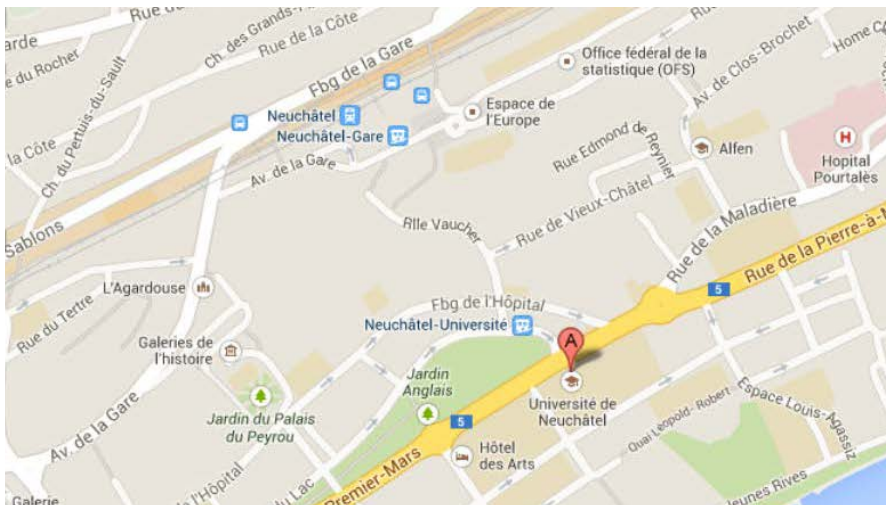 Rue du
arde
Ch. des Grands-P
Rue de la Côte
e du Rocher
Ch. du Pertuis-du-Sault
Fbg de la Gare
Office fédéral de la
statistique (OFS)
Av. de Clos-Brochet
Home C
Neuchâtel
Neuchâtel-Gare
Espace de
l'Europe
la Côte
Av. de la Gare
Rue Edmond de
Reynier
Alfen
H
Hopital
Pourtalès
Sablons
Rlle Vaucher
Rue de Vieux-Châtel
Rue de la Maladière
Rue de la Pierre-à-M
5
L'Agardouse
Rue du Tertre
Fbg de l'Hôpital
Neuchâtel-Université
A
Galeries de
l'histoire
Jardin
Anglais
Université de
Neuchâtel
Jardin du Palais
du Peyrou
5
Quai Léopold-Robert
Espace Louis-Agassiz
Av. de la Gare
Hôtel
des Arts
Galerie
de l'Hôpital
du Lac
Premier-Mars
Jeunes Rives